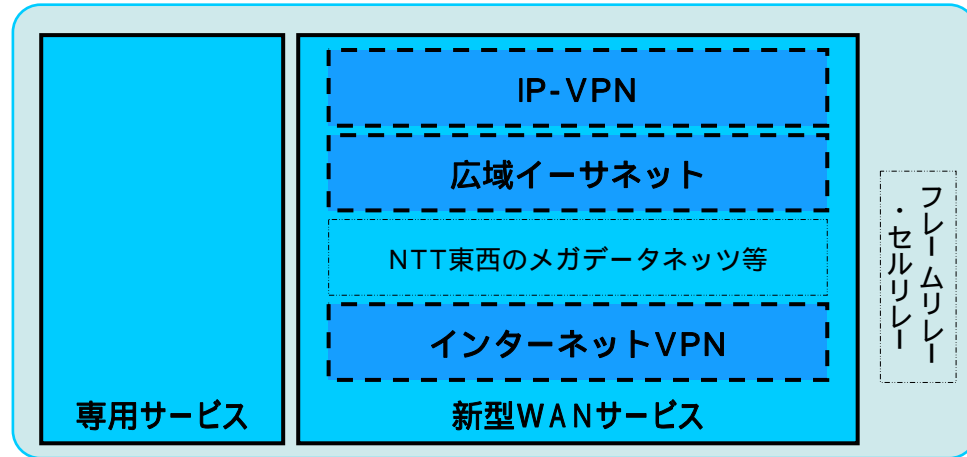 IP-VPN
広域イーサネット
NTT東西のメガデータネッツ等
インターネットVPN
専用サービス
新型WANサービス
フレームリレー
・セルリレー